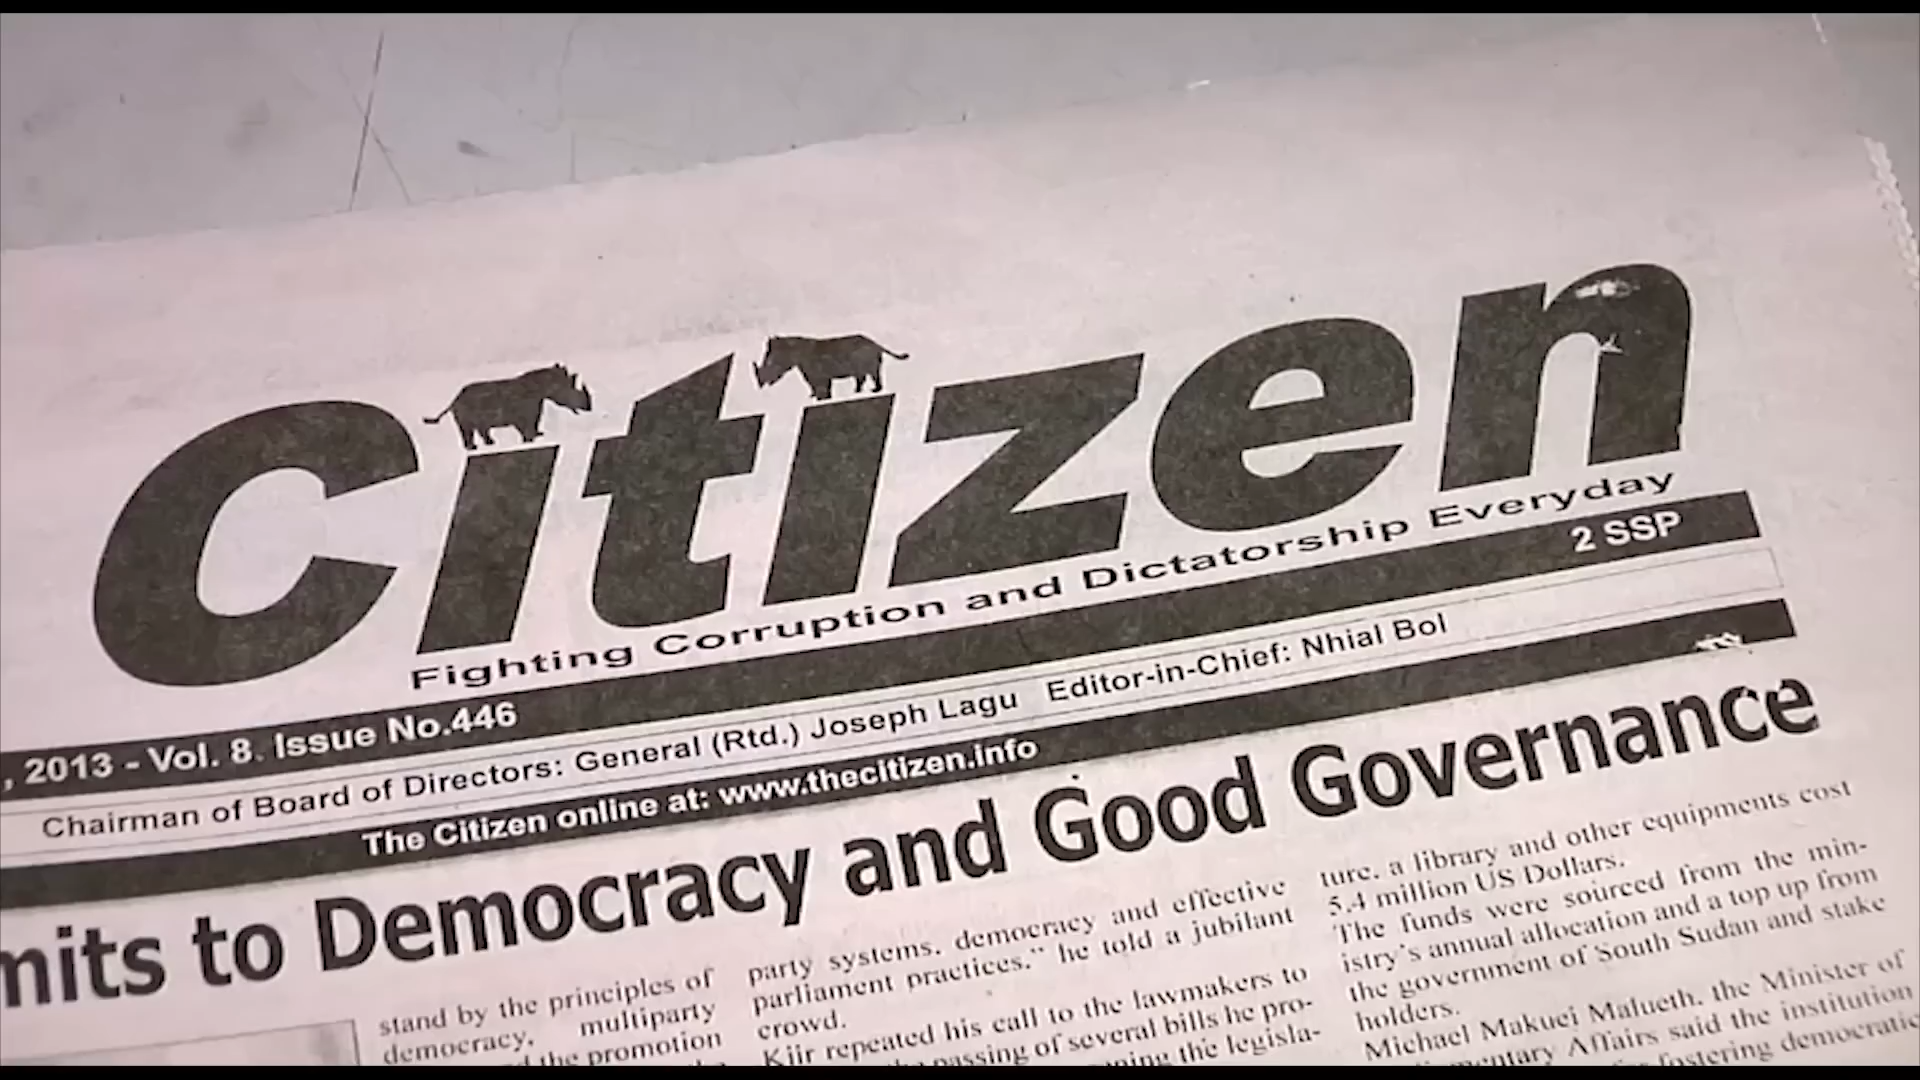 Citizen
Fighting Corruption and Dictatorship Everyday
, 2013 - Vol. 8. Issue No.446
2 SSP
Chairman of Board of Directors: General (Rtd.) Joseph Lagu Editor-in-Chief: Nhial Bol
The Citizen online at: www.thecitizen.info
mits to Democracy and Good Governance
stand by the principles of
democracy, multiparty
the promotion
party systems, democracy and effective
parliament practices." he told a jubilant
crowd.
Kiir repeated his call to the lawmakers to
passing of several bills he pro-
the legisla-
ture, a library and other equipments cost
5.4 million US Dollars.
The funds were sourced from the min-
istry's annual allocation and a top up from
the government of South Sudan and stake
holders.
Michael Makuei Malueth, the Minister of
Affairs said the institution
fostering democratic